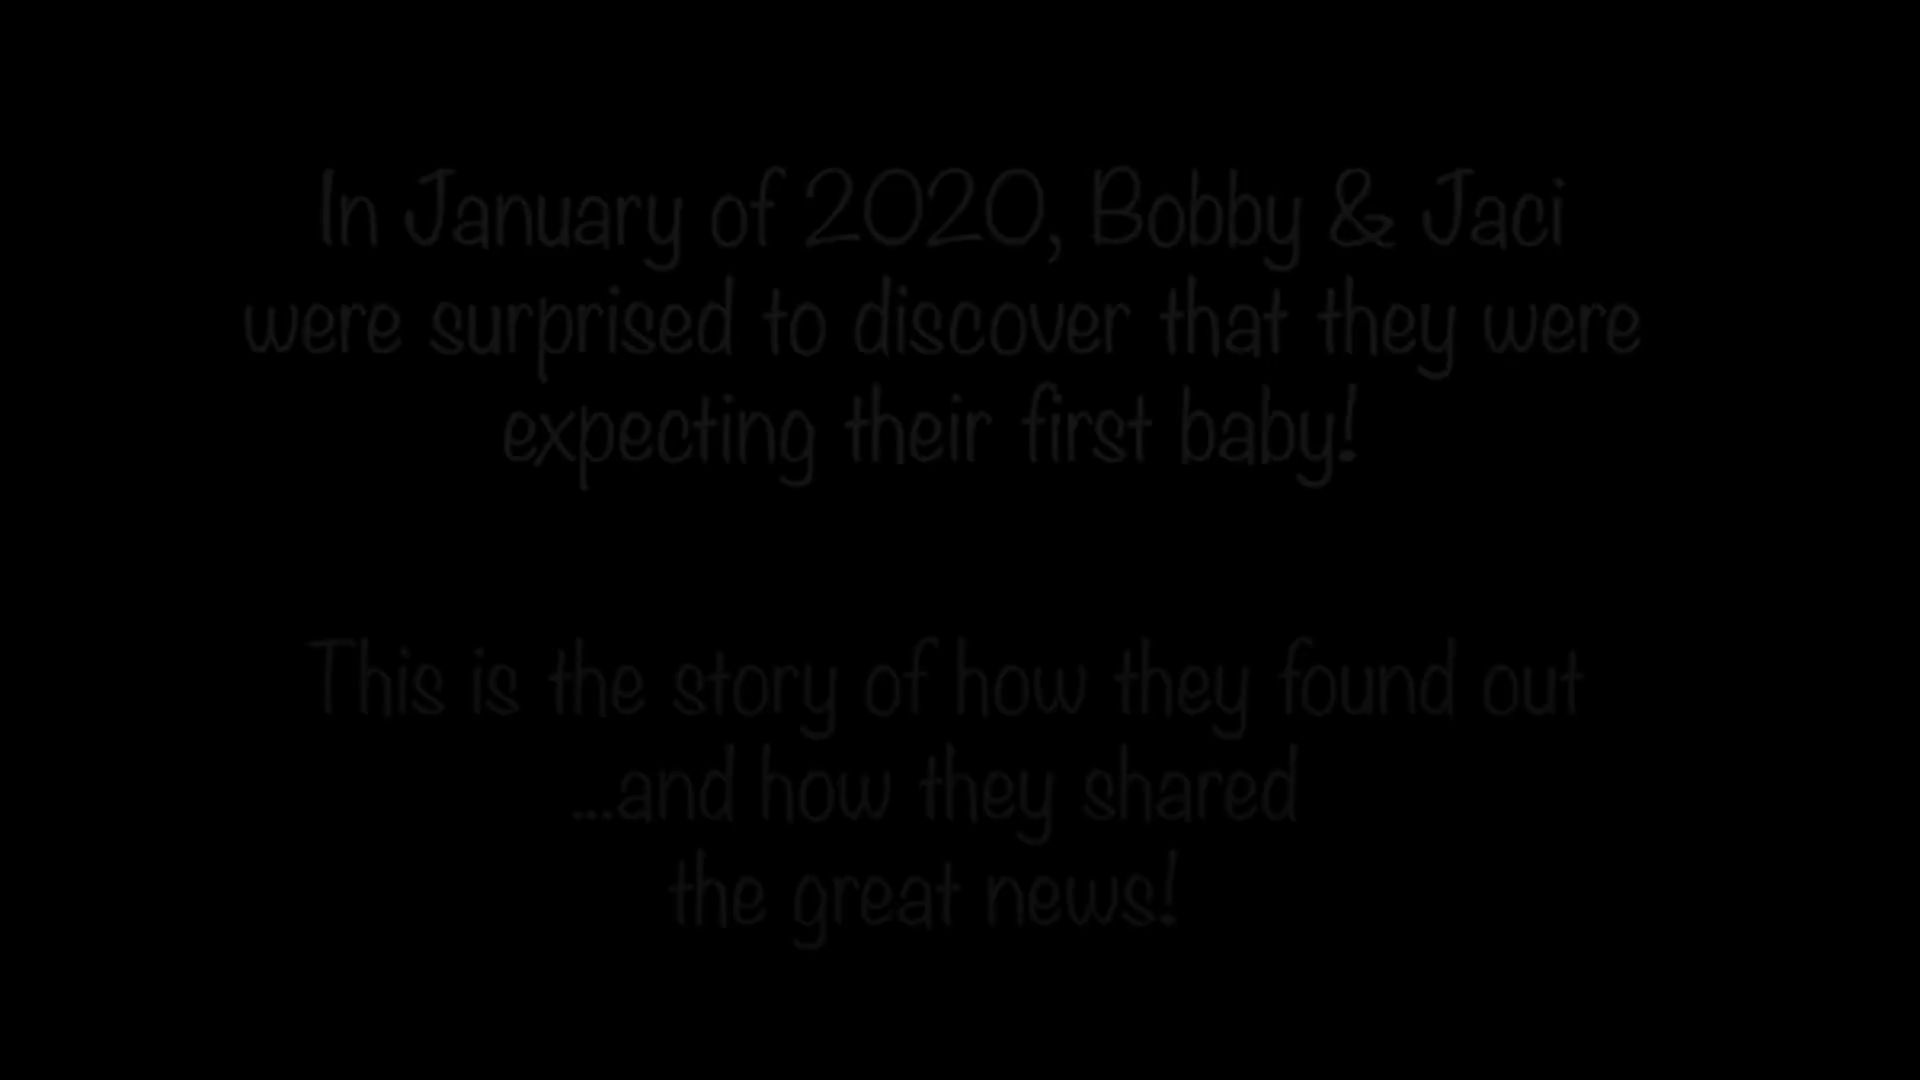 In January of 2020, Bobby & Jaci
were surprised to discover that they were
expecting their first baby!
This is the story of how they found out
...and how they shared
the great news!